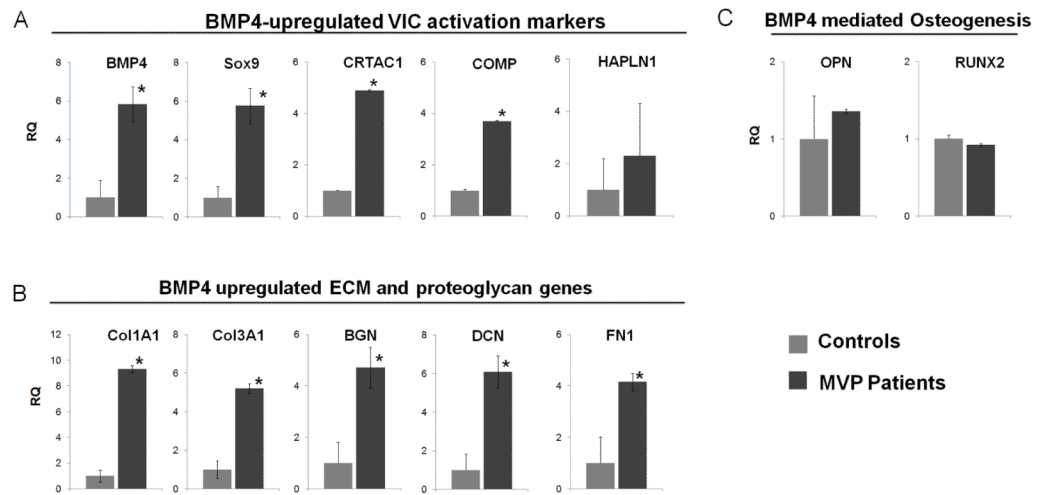 A
BMP4-upregulated VIC activation markers
C
BMP4 mediated Osteogenesis
BMP4
Sox9
CRTAC1
COMP
HAPLN1
OPN
RUNX2
RQ
8
6
4
2
0
*
8
6
4
2
0
*
6
4
2
0
*
6
4
2
0
*
6
4
2
0
RQ
2
1
0
2
1
0
B
BMP4 upregulated ECM and proteoglycan genes
Col1A1
Col3A1
BGN
DCN
FN1
RQ
12
10
8
6
4
2
0
*
8
6
4
2
0
*
6
4
2
0
*
8
6
4
2
0
*
6
4
2
0
*
Controls
MVP Patients